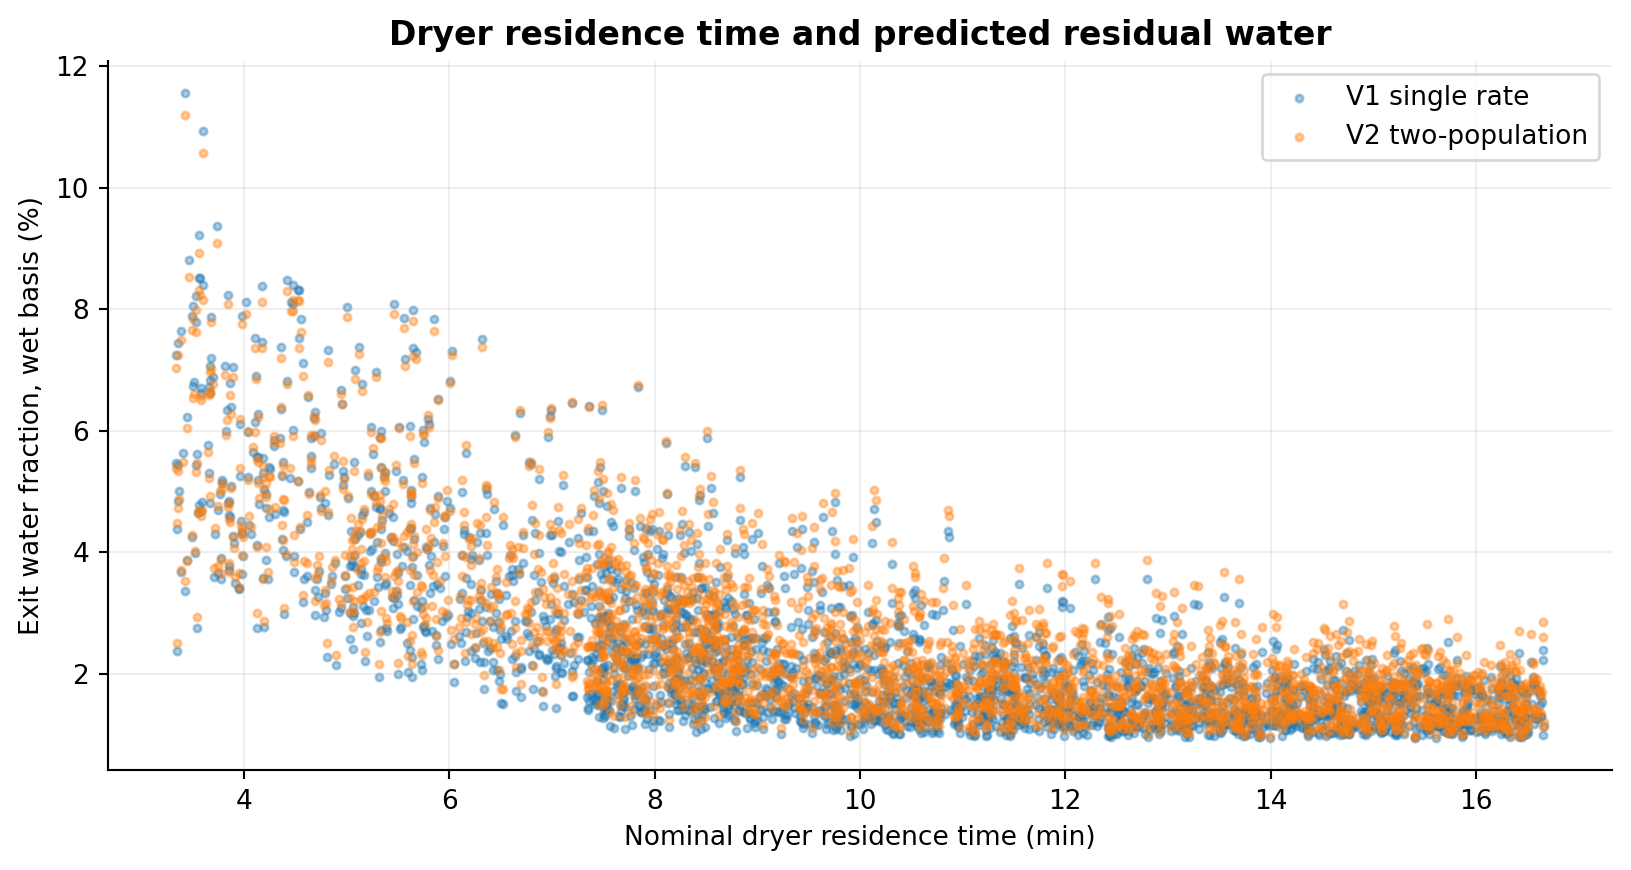 Dryer residence time and predicted residual water
V1 single rate
V2 two-population
Exit water fraction, wet basis (%)
12
10
8
6
4
2
4 6 8 10 12 14 16
Nominal dryer residence time (min)